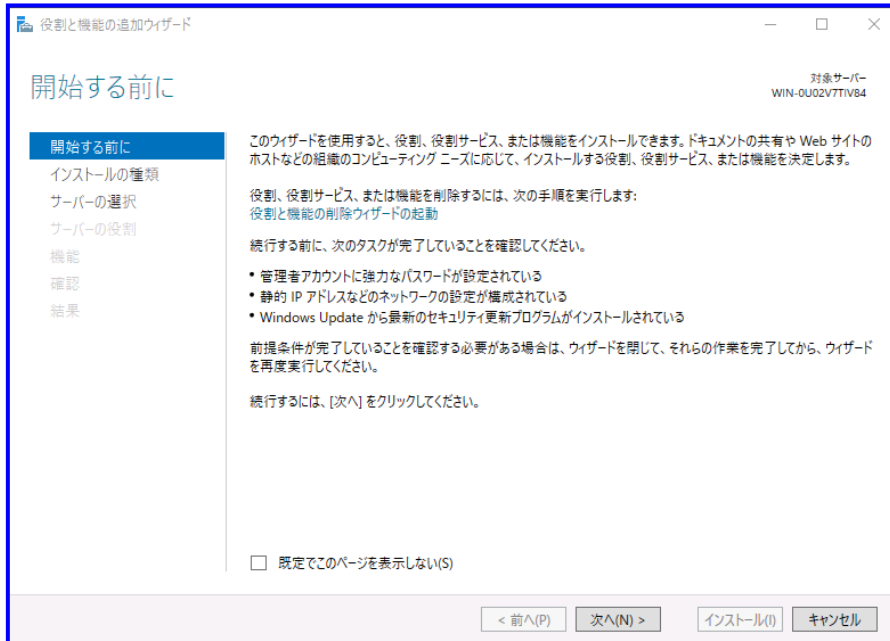 役割と機能の追加ウィザード
開始する前に
対象サーバー
WIN-0U02V7TIV84
開始する前に
インストールの種類
サーバーの選択
サーバーの役割
機能
確認
結果
このウィザードを使用すると、役割、役割サービス、または機能をインストールできます。ドキュメントの共有や Web サイトの
ホストなどの組織のコンピューティング ニーズに応じて、インストールする役割、役割サービス、または機能を決定します。
役割、役割サービス、または機能を削除するには、次の手順を実行します:
役割と機能の削除ウィザードの起動
続行する前に、次のタスクが完了していることを確認してください。
• 管理者アカウントに強力なパスワードが設定されている
• 静的 IP アドレスなどのネットワークの設定が構成されている
• Windows Update から最新のセキュリティ更新プログラムがインストールされている
前提条件が完了していることを確認する必要がある場合は、ウィザードを閉じて、それらの作業を完了してから、ウィザード
を再度実行してください。
続行するには、[次へ] をクリックしてください。
既定でこのページを表示しない(S)
< 前へ(P)
次へ(N) >
インストール(I)
キャンセル